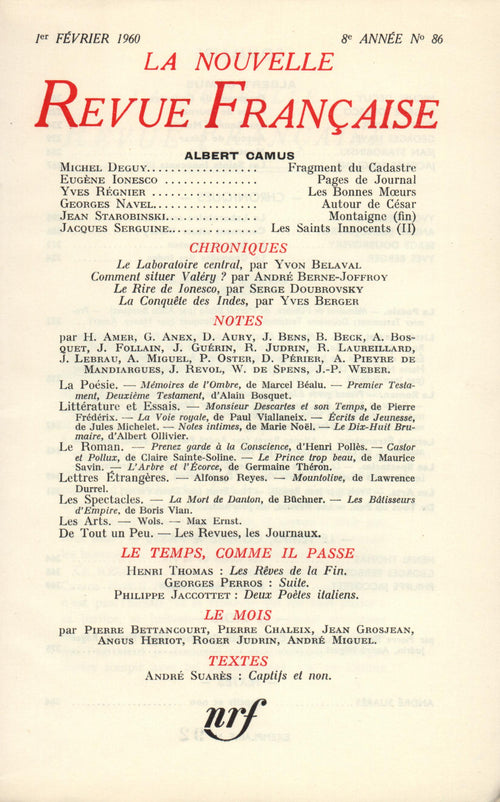 1er FÉVRIER 1960 8e ANNÉE No 86
LA NOUVELLE
REVUE FRANÇAISE
ALBERT CAMUS
MICHEL DEGUY................ Fragment du Cadastre
EUGÈNE IONESCO .............. Pages de Journal
YVES RÉGNIER ................ Les Bonnes Mœurs
GEORGES NAVEL............... Autour de César
JEAN STAROBINSKI............. Montaigne (fin)
JACQUES SERGUINE............. Les Saints Innocents (II)
CHRONIQUES
Le Laboratoire central, par YVON BELAVAL
Comment situer Valéry ? par ANDRÉ BERNE-JOFFROY
Le Rire de Ionesco, par SERGE DOUBROVSKY
La Conquête des Indes, par YVES BERGER
NOTES
par H. AMER, G. ANEX, D. AURY, J. BENS, B. BECK, A. BOS-
QUET, J. FOLLAIN, J. GUÉRIN, R. JUDRIN, R. LAUREILLARD,
J. LEBRAU, A. MIGUEL, P. OSTER, D. PÉRIER, A. PIEYRE DE
MANDIARGUES, J. REVOL, W. DE SPENS, J.-P. WEBER.
La Poésie. — Mémoires de l'Ombre, de Marcel Béalu. — Premier Testa-
ment, Deuxième Testament, d'Alain Bosquet.
Littérature et Essais. — Monsieur Descartes et son Temps, de Pierre
Frédérix. — La Voie royale, de Paul Viallaneix. — Écrits de Jeunesse,
de Jules Michelet. — Notes intimes, de Marie Noël. — Le Dix-Huit Bru-
maire, d'Albert Ollivier.
Le Roman. — Prenez garde à la Conscience, d'Henri Pollès. — Castor
et Pollux, de Claire Sainte-Soline. — Le Prince trop beau, de Maurice
Savin. — L'Arbre et l'Écorce, de Germaine Théron.
Lettres Étrangères. — Alfonso Reyes. — Mountolive, de Lawrence
Durrel.
Les Spectacles. — La Mort de Danton, de Büchner. — Les Bâtisseurs
d'Empire, de Boris Vian.
Les Arts. — Wols. — Max Ernst.
De Tout un Peu. — Les Revues, les Journaux.
LE TEMPS, COMME IL PASSE
HENRI THOMAS : Les Rêves de la Fin.
GEORGES PERROS : Suite.
PHILIPPE JACCOTTET : Deux Poètes italiens.
LE MOIS
par PIERRE BETTANCOURT, PIERRE CHALEIX, JEAN GROSJEAN,
ANGUS HERIOT, ROGER JUDRIN, ANDRÉ MIGUEL.
TEXTES
ANDRÉ SUARÈS : Captifs et non.
nrf